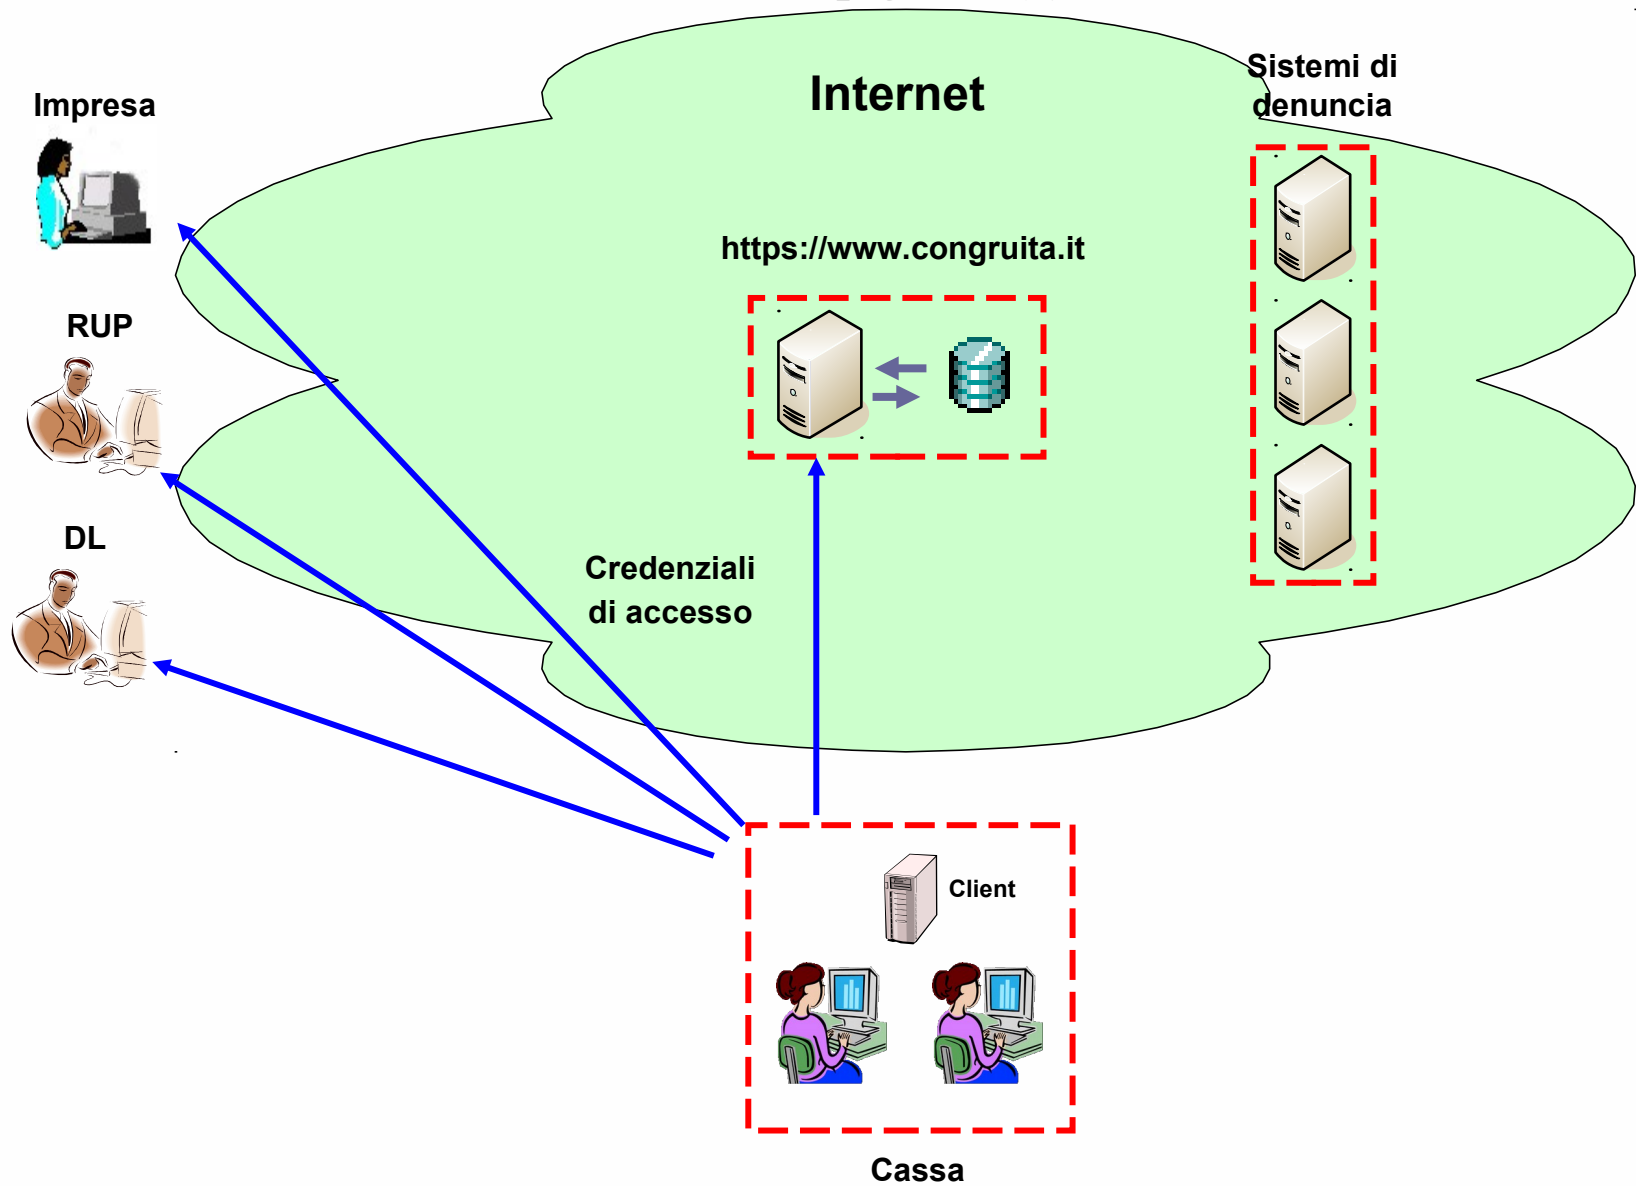 Internet
Sistemi di
denuncia
Impresa
https://www.congruita.it
RUP
DL
Credenziali
di accesso
Client
Cassa